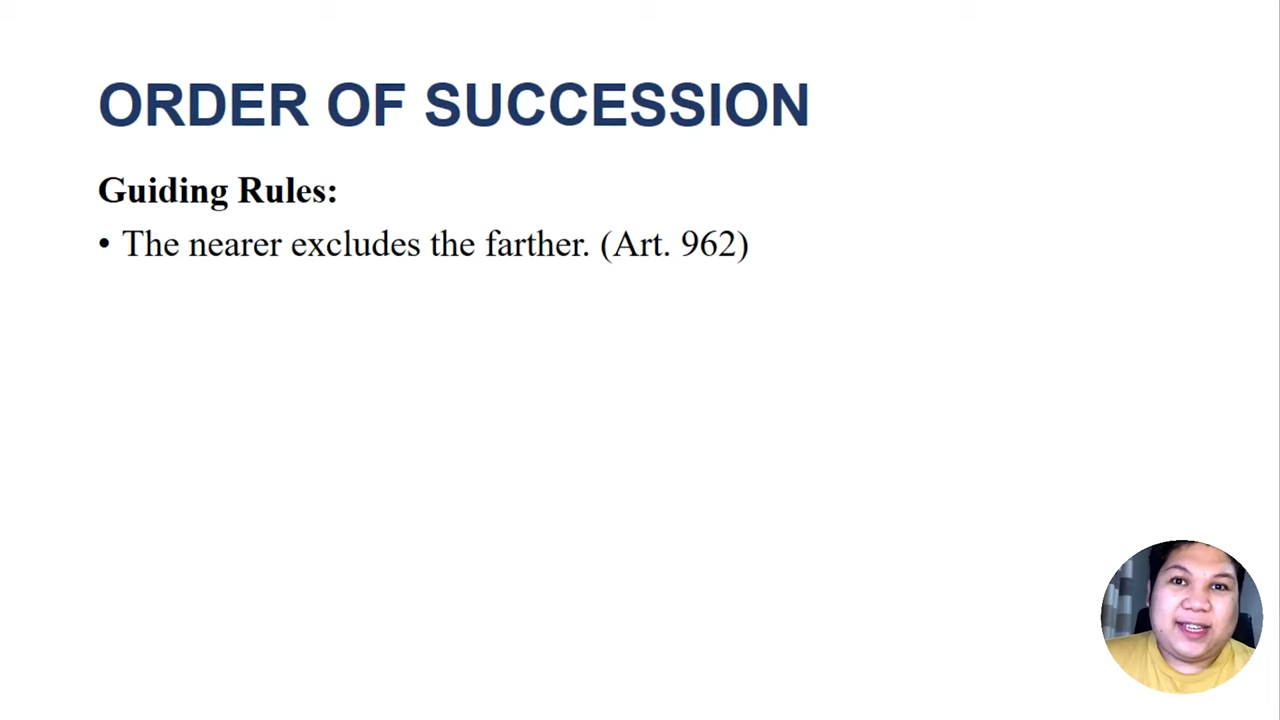 ORDER OF SUCCESSION
Guiding Rules:
• The nearer excludes the farther. (Art. 962)